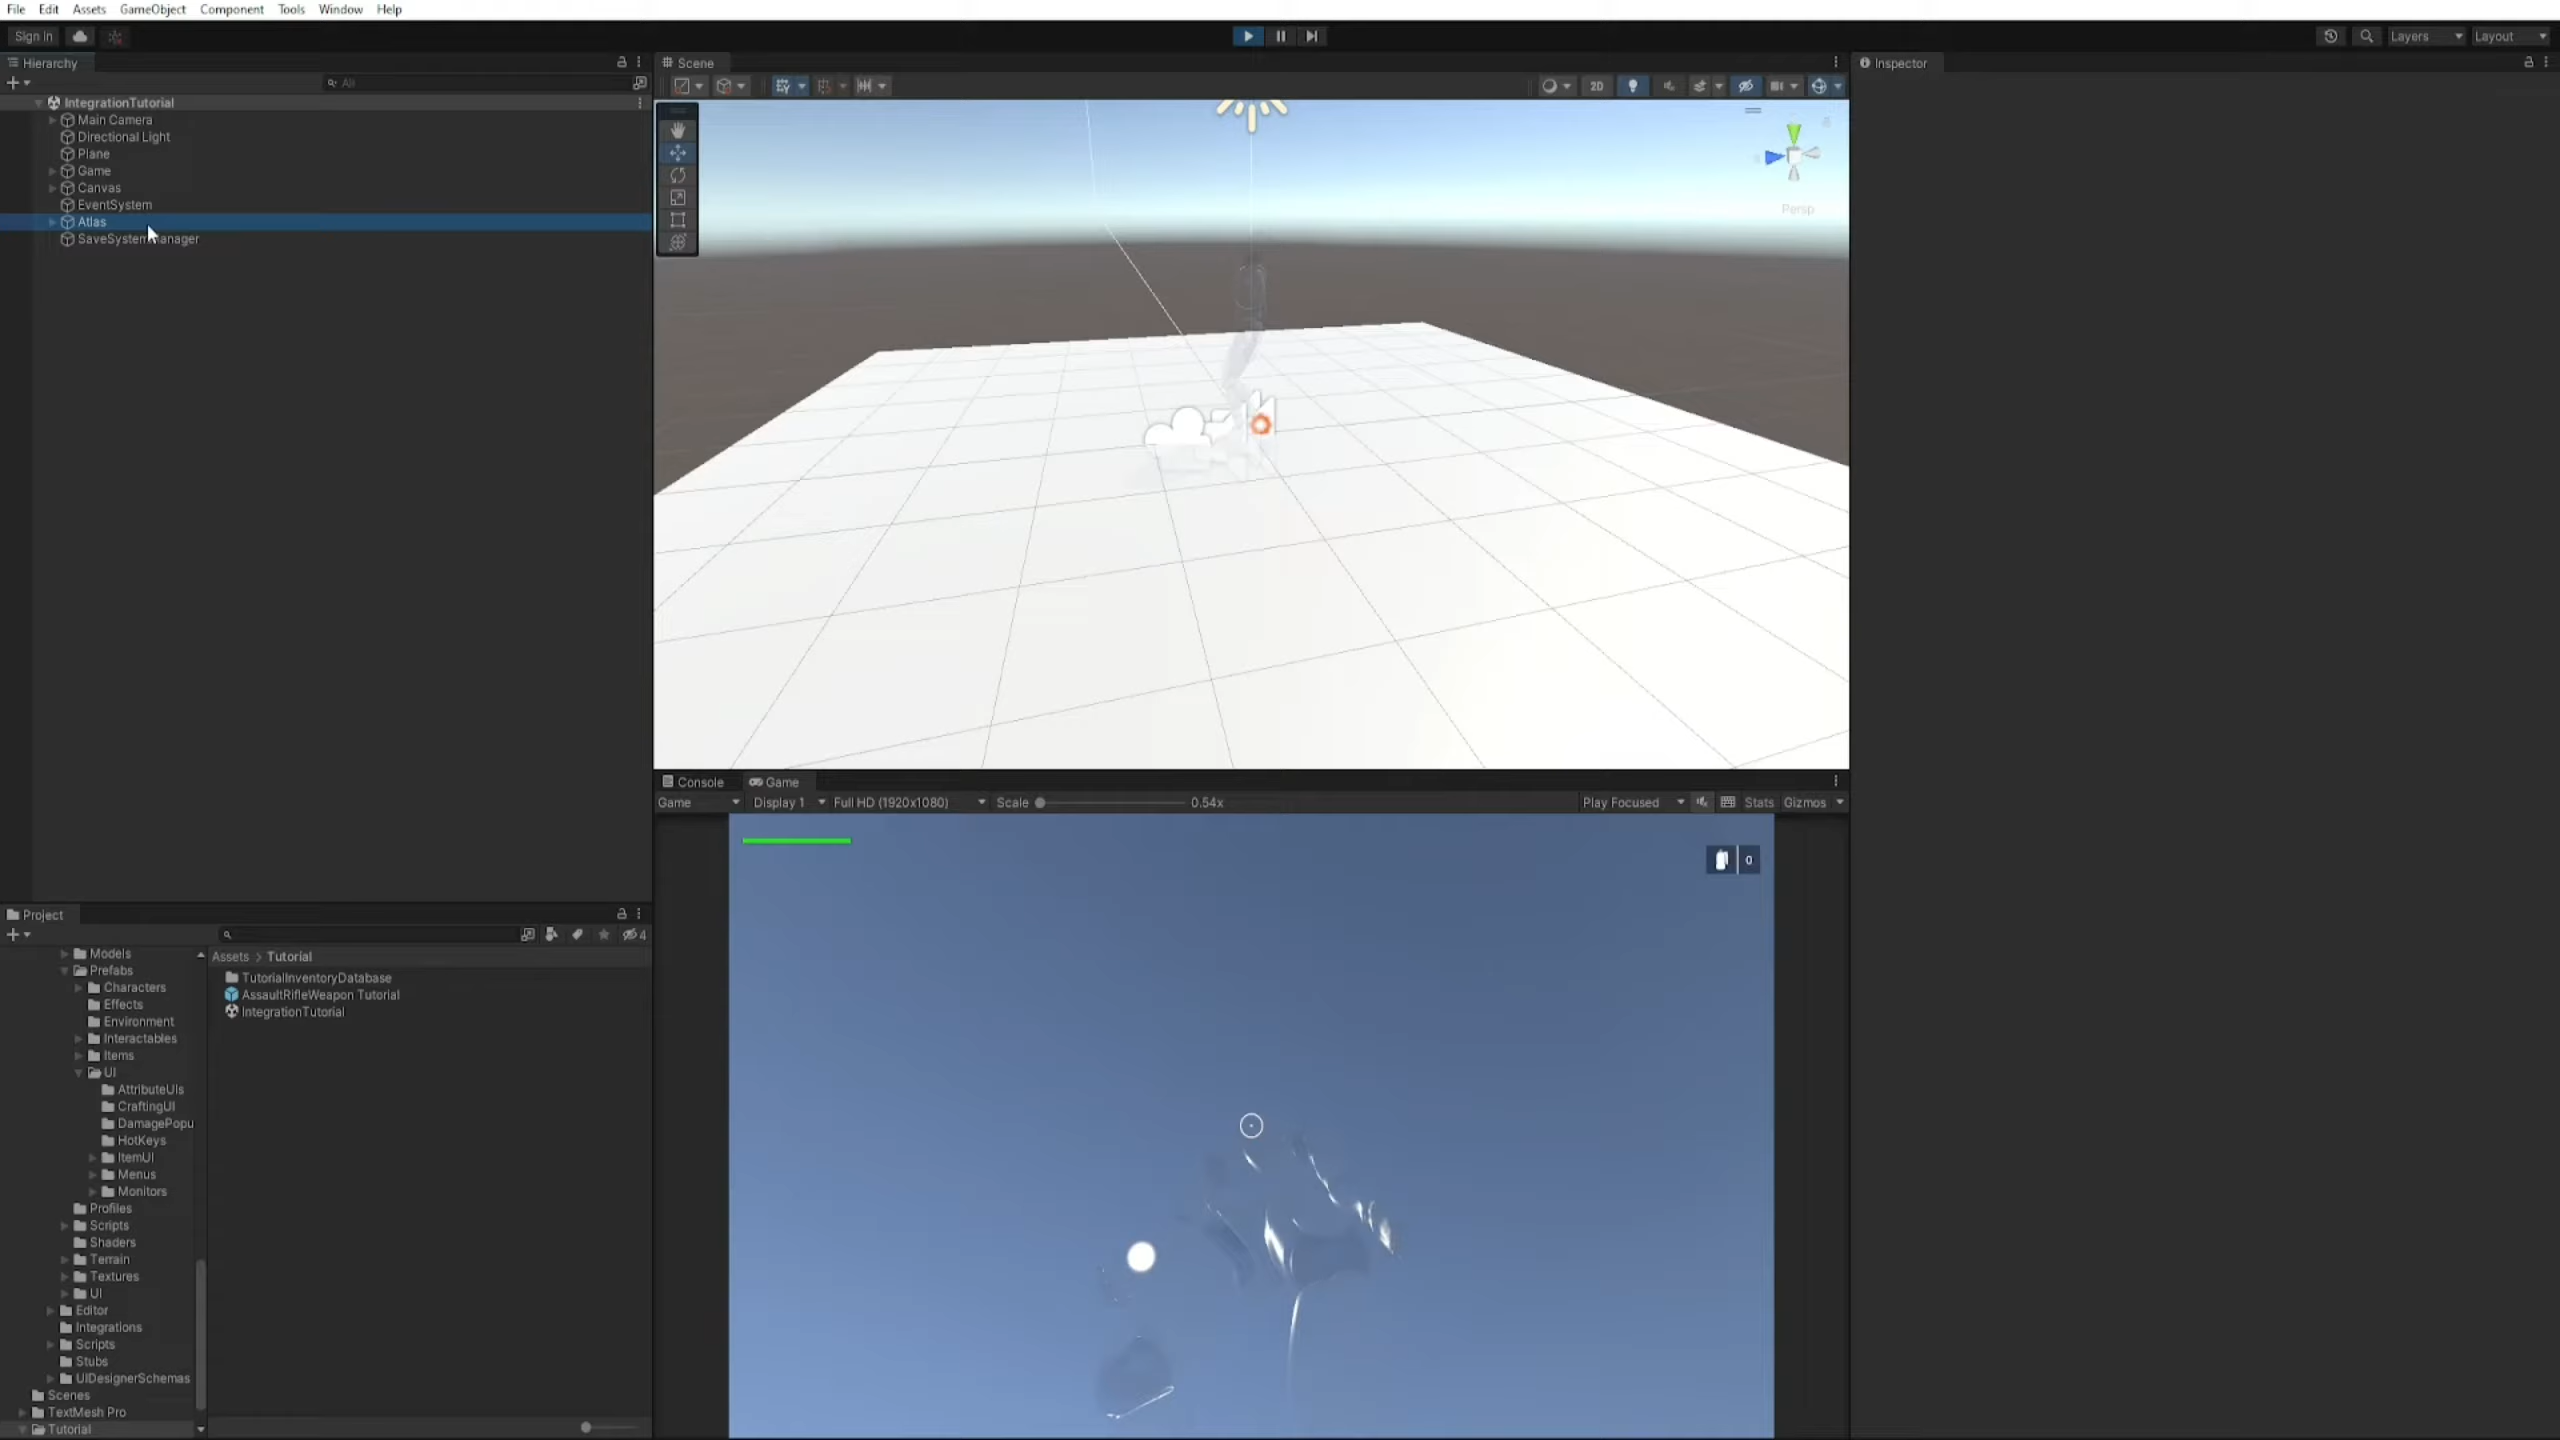 File Edit Assets GameObject Component Tools Window Help
Sign in
Layers Layout
Hierarchy
All
IntegrationTutorial
Main Camera
Directional Light
Plane
Game
Canvas
EventSystem
Atlas
SaveSystemManager
Scene
2D
Persp
Inspector
Console Game
Game Display 1 Full HD (1920x1080) Scale 0.54x Play Focused Stats Gizmos
0
Project
4
Models
Prefabs
Characters
Effects
Environment
Interactables
Items
UI
AttributeUIs
CraftingUI
DamagePopu
HotKeys
ItemUI
Menus
Monitors
Profiles
Scripts
Shaders
Terrain
Textures
UI
Editor
Integrations
Scripts
Stubs
UIDesignerSchemas
Scenes
TextMesh Pro
Tutorial
Assets > Tutorial
TutorialInventoryDatabase
AssaultRifleWeapon Tutorial
IntegrationTutorial